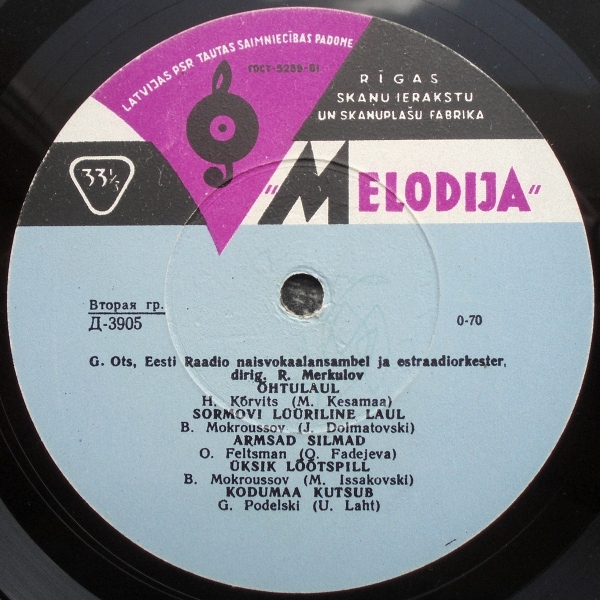 LATVIJAS PSR TAUTAS SAIMNIECĪBAS PADOME
ГОСТ-5289-61
RĪGAS
SKAŅU IERAKSTU
UN SKAŅUPLAŠU FABRIKA
33⅓
"MELODIJA"
Вторая гр.
Д-3905
0-70
G. Ots, Eesti Raadio naisvokaalansambel ja estraadiorkester,
dirig. R. Merkulov
ÕHTULAUL
H. Kõrvits (M. Kesamaa)
SORMOVI LÜÜRILINE LAUL
B. Mokroussov (J. Dolmatovski)
ARMSAD SILMAD
O. Feltsman (O. Fadejeva)
ÜKSIK LÕÕTSPILL
B. Mokroussov (M. Issakovski)
KODUMAA KUTSUB
G. Podelski (U. Laht)